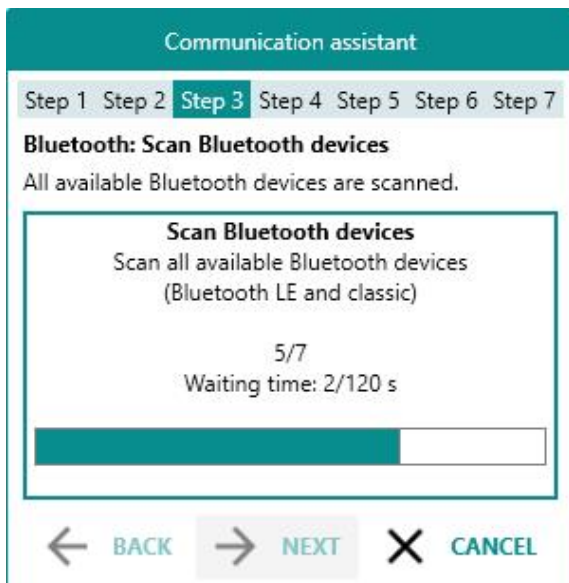 Communication assistant
Step 1 Step 2 Step 3 Step 4 Step 5 Step 6 Step 7
Bluetooth: Scan Bluetooth devices
All available Bluetooth devices are scanned.
Scan Bluetooth devices
Scan all available Bluetooth devices
(Bluetooth LE and classic)
5/7
Waiting time: 2/120 s
BACK NEXT CANCEL